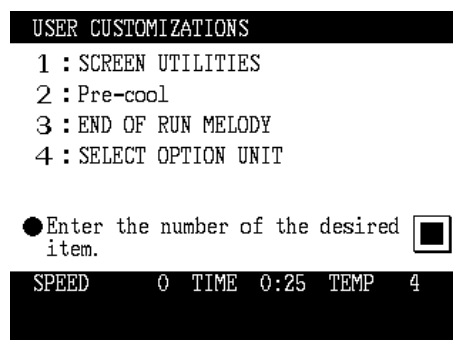 USER CUSTOMIZATIONS
1 : SCREEN UTILITIES
2 : Pre-cool
3 : END OF RUN MELODY
4 : SELECT OPTION UNIT
●Enter the number of the desired
item.
SPEED 0 TIME 0:25 TEMP 4